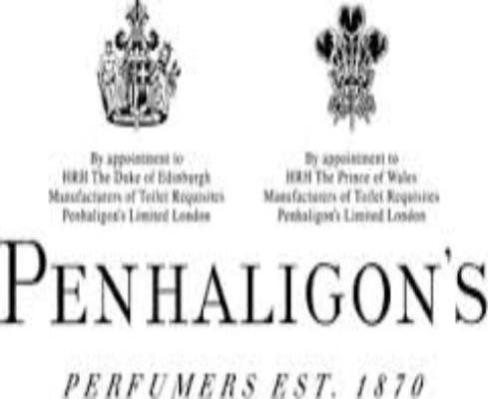 By appointment to
HRH The Duke of Edinburgh
Manufacturers of Toilet Requisites
Penhaligon's Limited London
By appointment to
HRH The Prince of Wales
Manufacturers of Toilet Requisites
Penhaligon's Limited London
PENHALIGON'S
PERFUMERS EST. 1870